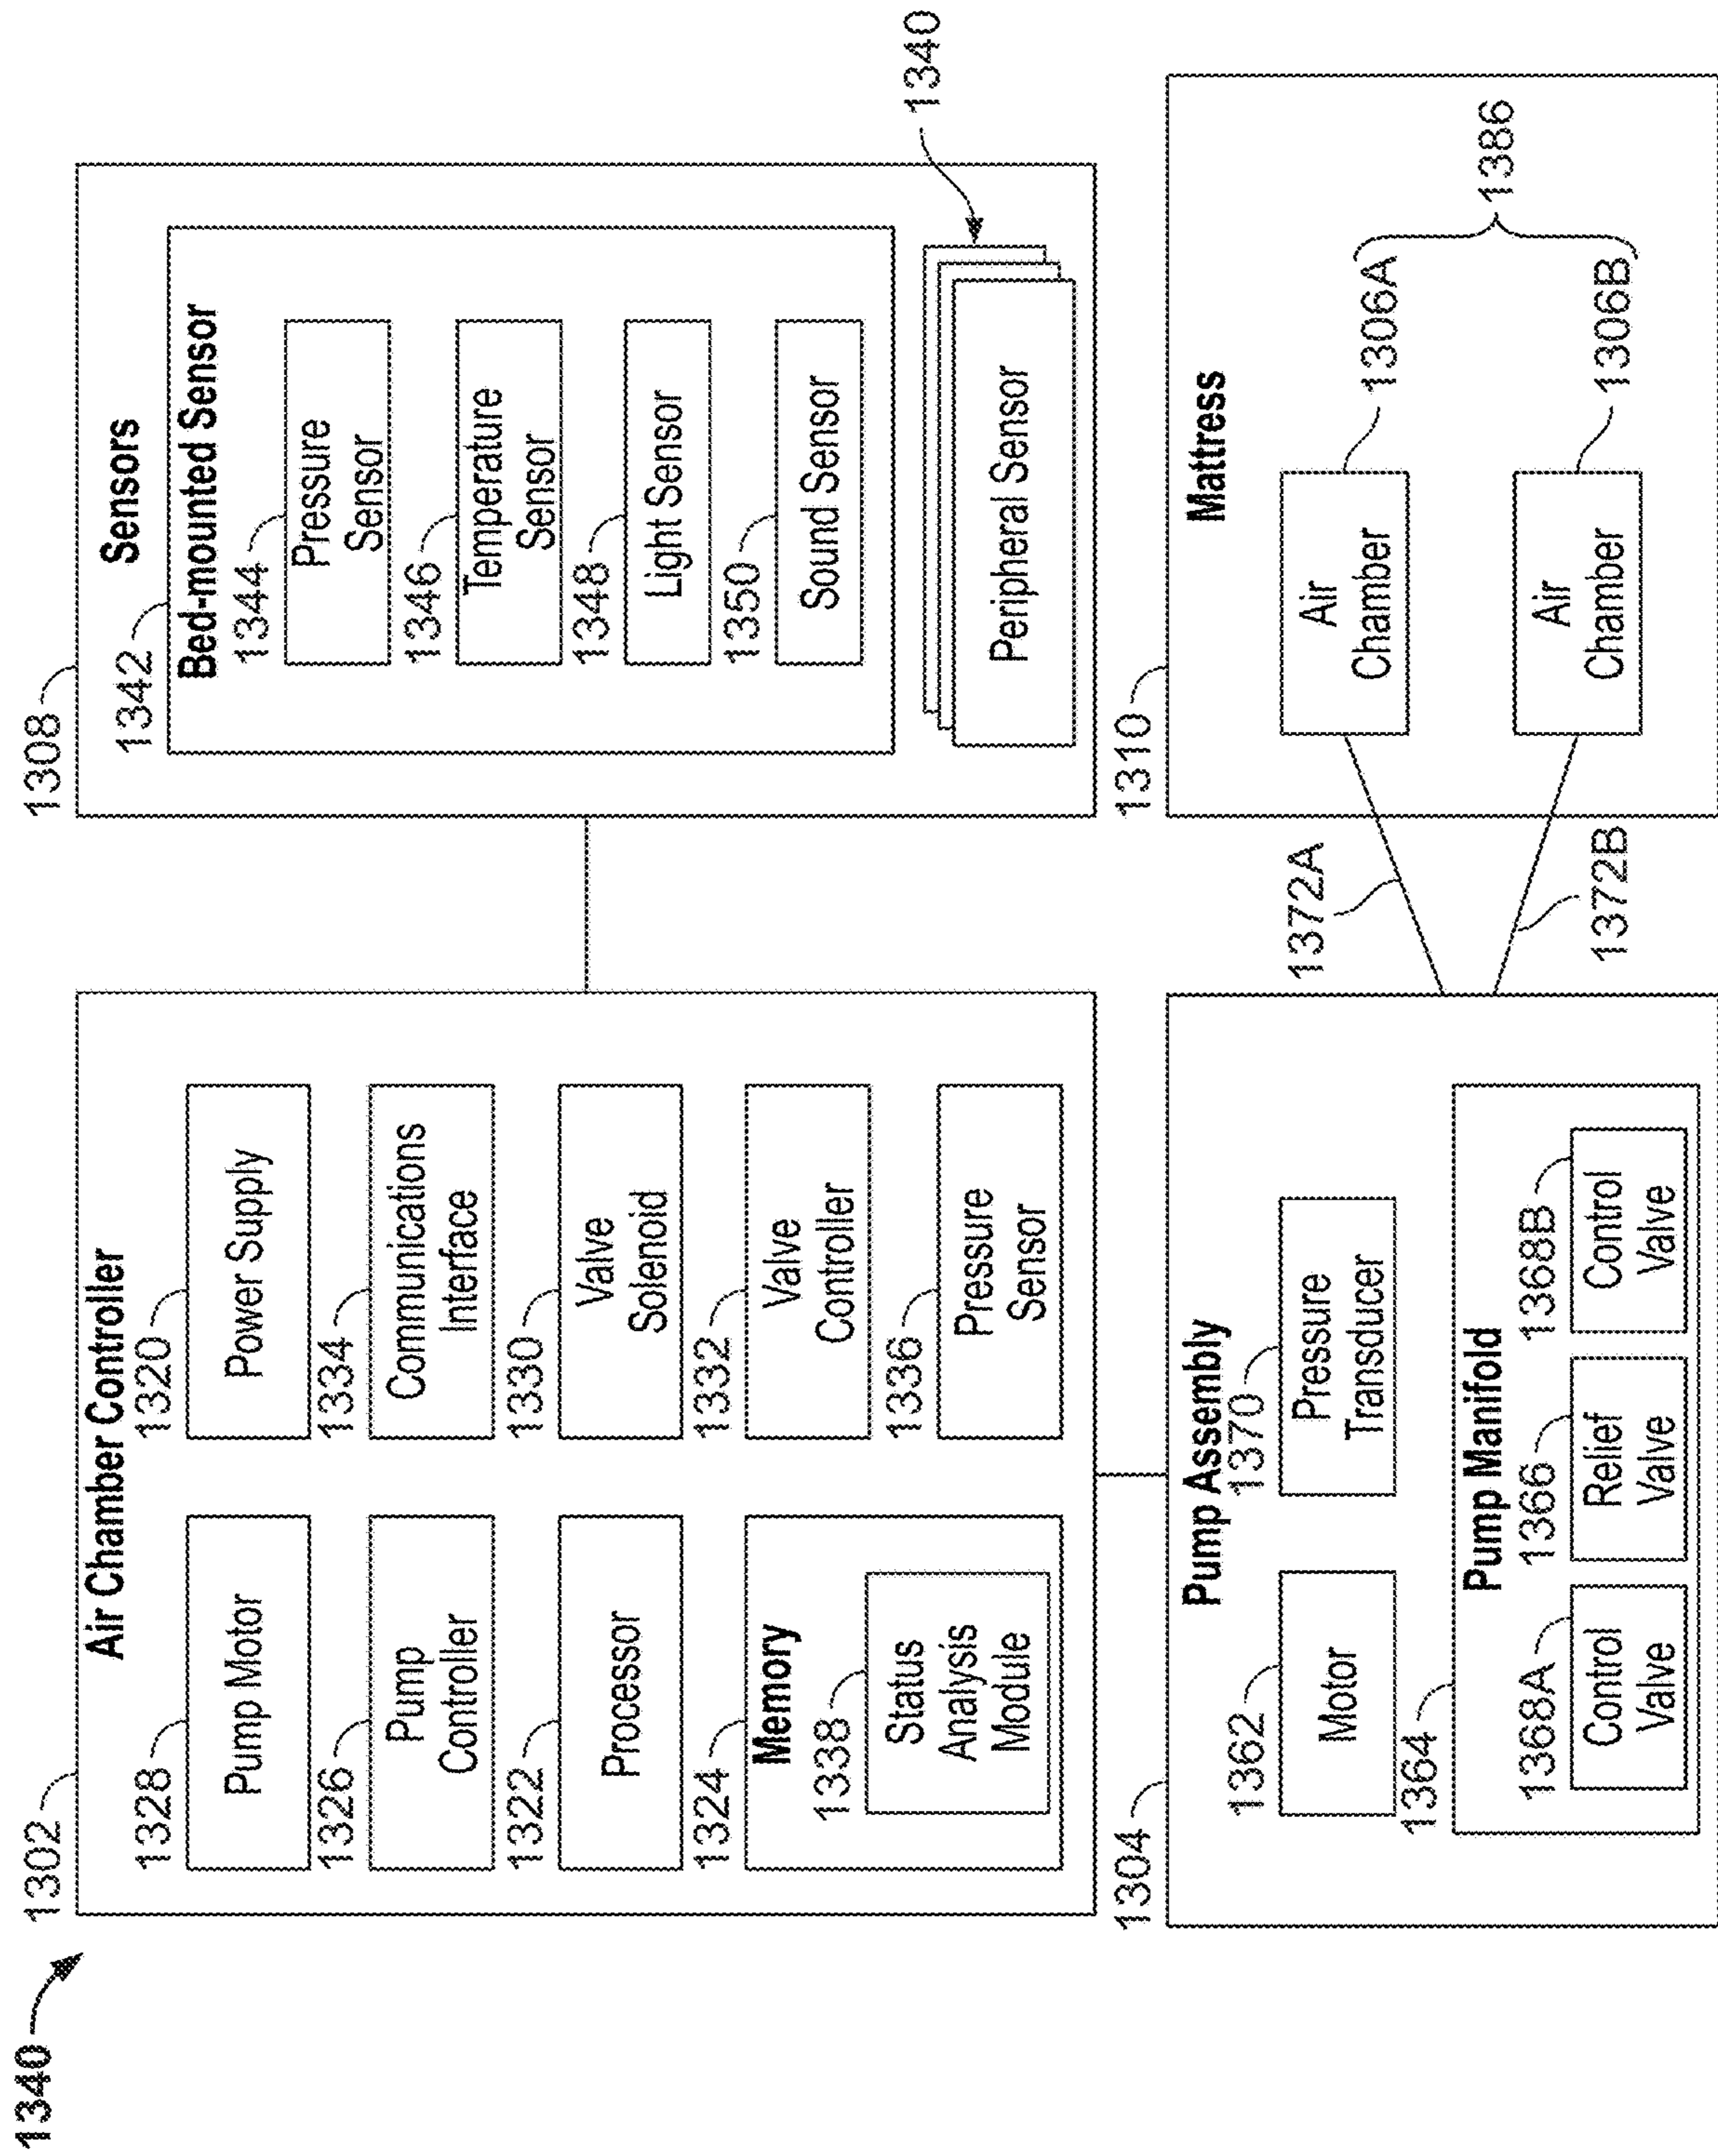 1340
1302
Air Chamber Controller
1328
Pump Motor
1320
Power Supply
1326
Pump
Controller
1334
Communications
Interface
1322
Processor
1330
Valve
Solenoid
1324
Memory
1338
Status
Analysis
Module
1332
Valve
Controller
1336
Pressure
Sensor
1308
Sensors
1342
Bed-mounted Sensor
1344
Pressure
Sensor
1346
Temperature
Sensor
1348
Light Sensor
1350
Sound Sensor
1340
Peripheral Sensor
1304
Pump Assembly
1362
Motor
1370
Pressure
Transducer
1364
Pump Manifold
1368A
Control
Valve
1366
Relief
Valve
1368B
Control
Valve
1372A
1372B
1310
Mattress
Air
Chamber
1306A
Air
Chamber
1306B
1386